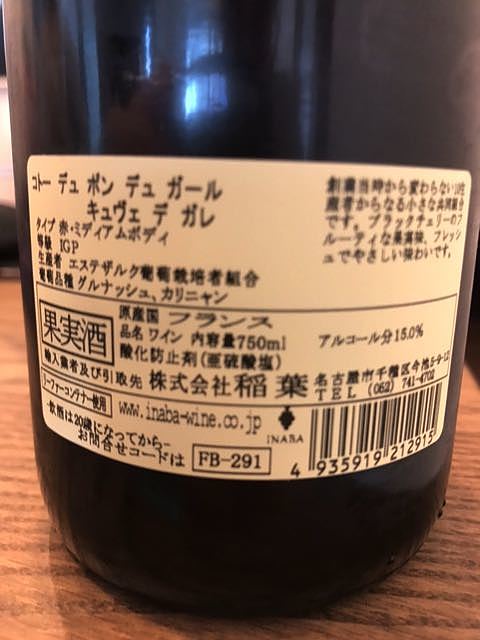 コトー デュ ポン デュ ガール
キュヴェ デ ガレ
タイプ 赤・ミディアムボディ
等級 IGP
生産者 エステザルク葡萄栽培者組合
葡萄品種 グルナッシュ、カリニャン
創業当時から変わらない10生
産者からなる小さな共同組合
です。ブラックチェリーのフ
ルーティな果実味、フレッシ
ュでやさしい味わいです。
果実酒
原産国 フランス
品名 ワイン 内容量750ml
アルコール分15.0%
酸化防止剤(亜硫酸塩)
輸入業者及び引取先 株式会社 稲葉
名古屋市千種区今池5-9-12
TEL (052) 741-4702
リーファーコンテナー使用
www.inaba-wine.co.jp
INABA
-飲酒は20歳になってから-
お問合せコードは FB-291
4 935919 212915